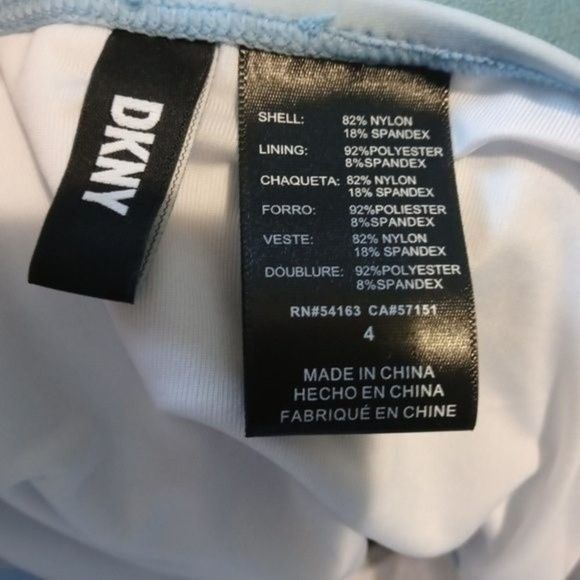 DKNY
SHELL: 82% NYLON
18% SPANDEX
LINING: 92%POLYESTER
8%SPANDEX
CHAQUETA: 82% NYLON
18% SPANDEX
FORRO: 92%POLIESTER
8%SPANDEX
VESTE: 82% NYLON
18% SPANDEX
DOUBLURE: 92%POLYESTER
8%SPANDEX
RN#54163 CA#57151
4
MADE IN CHINA
HECHO EN CHINA
FABRIQUÉ EN CHINE